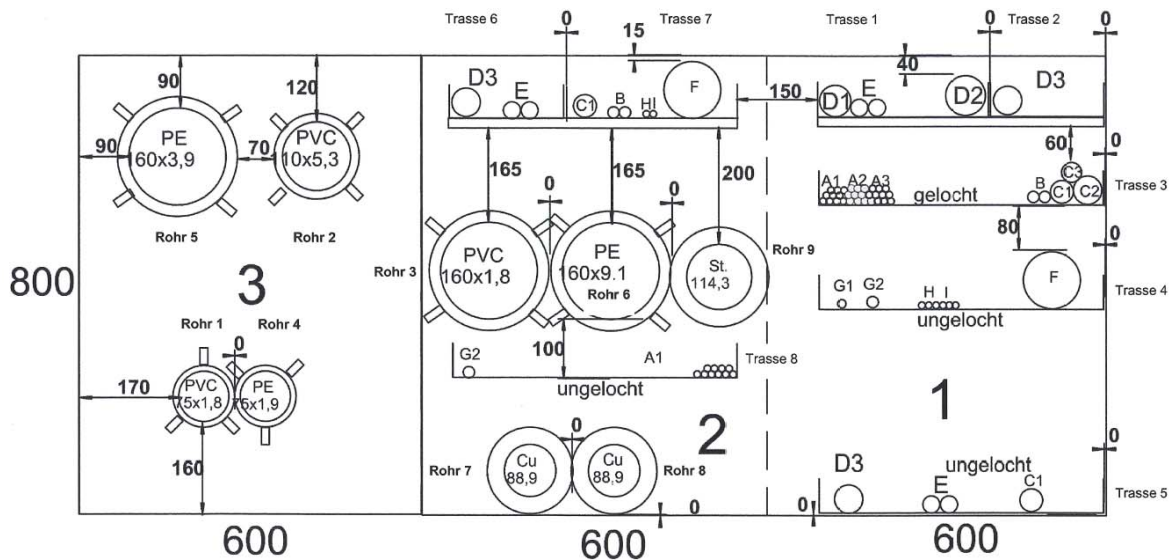 Trasse 6
0
Trasse 7
Trasse 1
0
Trasse 2
0
15
40
90
120
D3
E
C1
B
HI
F
150
D1
E
D2
D3
90
PE
160x3,9
70
PVC
110x5,3
165
165
200
60
0
A1
A2
A3
gelocht
B
C3
C1
C2
Trasse 3
Rohr 5
Rohr 2
0
0
80
0
Rohr 3
PVC
160x1,8
PE
160x9.1
Rohr 6
St.
114,3
Rohr 9
800
3
G1
G2
H
I
F
Trasse 4
ungelocht
Rohr 1
Rohr 4
0
100
G2
A1
Trasse 8
ungelocht
170
PVC
75x1,8
PE
75x1,9
2
1
0
0
160
Rohr 7
Cu
88,9
Cu
88,9
Rohr 8
D3
E
ungelocht
C1
Trasse 5
0
0
600
600
600